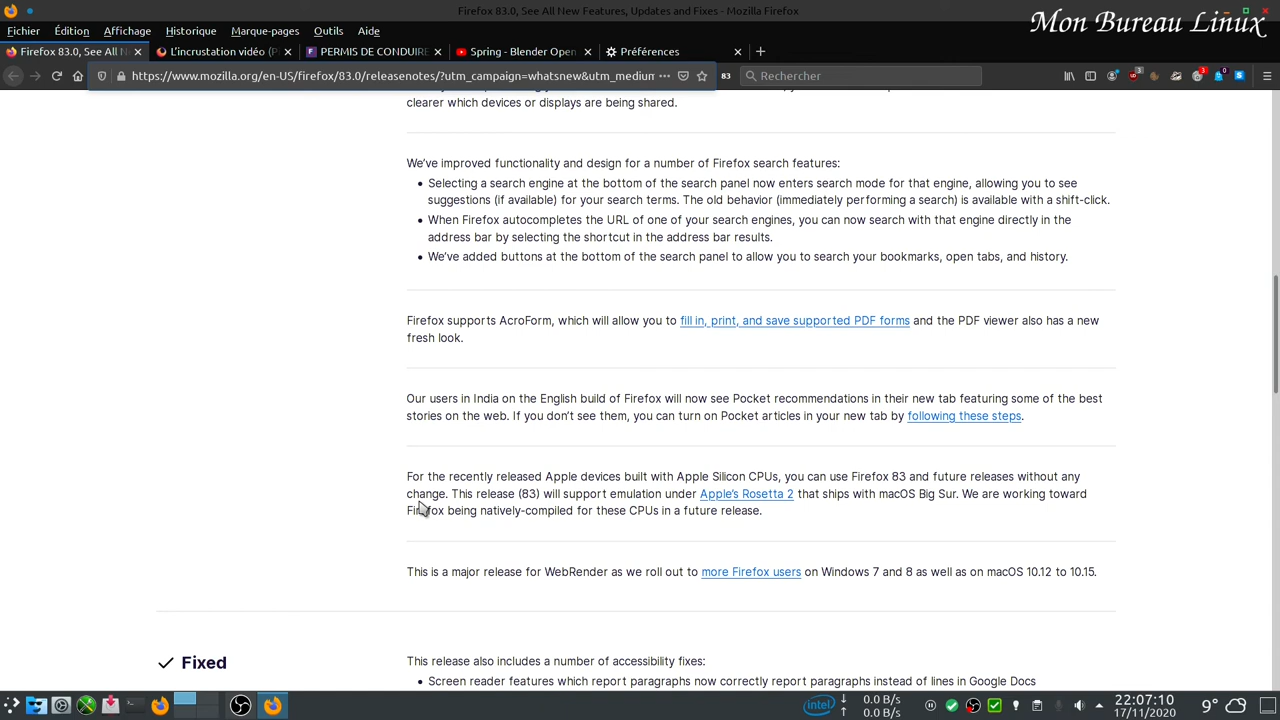 Firefox 83.0, See All New Features, Updates and Fixes - Mozilla Firefox
Mon Bureau Linux
Fichier Édition Affichage Historique Marque-pages Outils Aide
Firefox 83.0, See All N
L'incrustation vidéo (P
PERMIS DE CONDUIRE
Spring - Blender Open
Préférences
https://www.mozilla.org/en-US/firefox/83.0/releasenotes/?utm_campaign=whatsnew&utm_medium
83
Rechercher
3
3
0
clearer which devices or displays are being shared.
We've improved functionality and design for a number of Firefox search features:
Selecting a search engine at the bottom of the search panel now enters search mode for that engine, allowing you to see
suggestions (if available) for your search terms. The old behavior (immediately performing a search) is available with a shift-click.
When Firefox autocompletes the URL of one of your search engines, you can now search with that engine directly in the
address bar by selecting the shortcut in the address bar results.
We've added buttons at the bottom of the search panel to allow you to search your bookmarks, open tabs, and history.
Firefox supports AcroForm, which will allow you to fill in, print, and save supported PDF forms and the PDF viewer also has a new
fresh look.
Our users in India on the English build of Firefox will now see Pocket recommendations in their new tab featuring some of the best
stories on the web. If you don't see them, you can turn on Pocket articles in your new tab by following these steps.
For the recently released Apple devices built with Apple Silicon CPUs, you can use Firefox 83 and future releases without any
change. This release (83) will support emulation under Apple's Rosetta 2 that ships with macOS Big Sur. We are working toward
Firefox being natively-compiled for these CPUs in a future release.
This is a major release for WebRender as we roll out to more Firefox users on Windows 7 and 8 as well as on macOS 10.12 to 10.15.
Fixed
This release also includes a number of accessibility fixes:
Screen reader features which report paragraphs now correctly report paragraphs instead of lines in Google Docs
intel
0.0 B/s
0.0 B/s
22:07:10
17/11/2020
9°